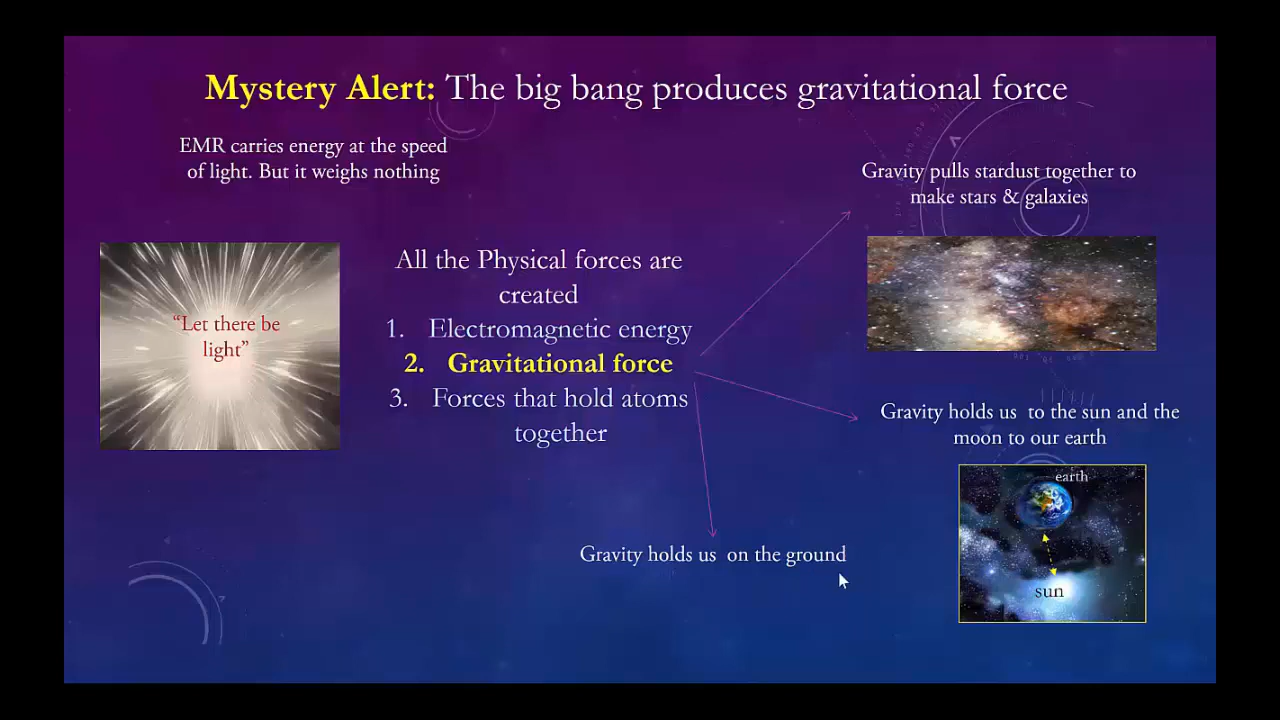 Mystery Alert: The big bang produces gravitational force
EMR carries energy at the speed
of light. But it weighs nothing
"Let there be
light"
All the Physical forces are
created
1. Electromagnetic energy
2. Gravitational force
3. Forces that hold atoms
together
Gravity pulls stardust together to
make stars & galaxies
Gravity holds us to the sun and the
moon to our earth
earth
sun
Gravity holds us on the ground